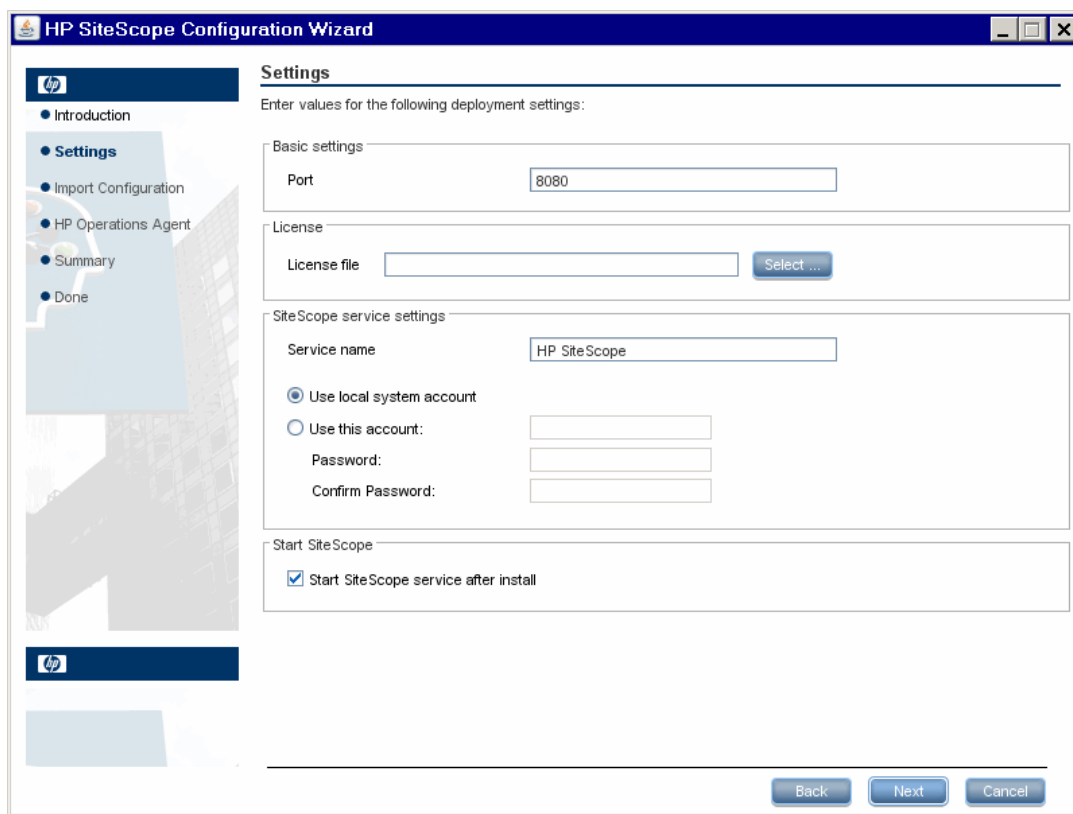 HP SiteScope Configuration Wizard
hp
Introduction
Settings
Import Configuration
HP Operations Agent
Summary
Done
hp
Settings
Enter values for the following deployment settings:
Basic settings
Port 8080
License
License file Select ...
SiteScope service settings
Service name HP SiteScope
Use local system account
Use this account:
Password:
Confirm Password:
Start SiteScope
Start SiteScope service after install
Back Next Cancel